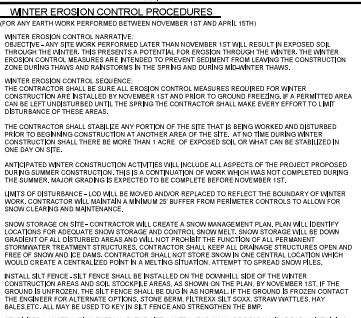 WINTER EROSION CONTROL PROCEDURES
(FOR ANY EARTH WORK PERFORMED BETWEEN NOVEMBER 1ST AND APRIL 15TH)
WINTER EROSION CONTROL NARRATIVE:
OBJECTIVE – ANY SITE WORK PERFORMED LATER THAN NOVEMBER 1ST WILL RESULT IN EXPOSED SOIL
THROUGH THE WINTER. THIS PRESENTS A POTENTIAL FOR EROSION THROUGH THE WINTER. THE WINTER
EROSION CONTROL MEASURES ARE INTENDED TO PREVENT SEDIMENT FROM LEAVING THE CONSTRUCTION
ZONE DURING THAWS AND RAINSTORMS IN THE SPRING AND DURING MID-WINTER THAWS.
WINTER EROSION CONTROL SEQUENCE:
THE CONTRACTOR SHALL BE SURE ALL EROSION CONTROL MEASURES REQUIRED FOR WINTER
CONSTRUCTION ARE INSTALLED BY NOVEMBER 1ST AND PRIOR TO GROUND FREEZING. IF A PERMITTED AREA
CAN BE LEFT UNDISTURBED UNTIL THE SPRING THE CONTRACTOR SHALL MAKE EVERY EFFORT TO LIMIT
DISTURBANCE OF THESE AREAS.
THE CONTRACTOR SHALL STABILIZE ANY PORTION OF THE SITE THAT IS BEING WORKED AND DISTURBED
PRIOR TO BEGINNING CONSTRUCTION AT ANOTHER AREA OF THE SITE. AT NO TIME DURING WINTER
CONSTRUCTION SHALL THERE BE MORE THAN 1 ACRE OF EXPOSED SOIL OR WHAT CAN BE STABILIZED IN
ONE DAY ON SITE.
ANTICIPATED WINTER CONSTRUCTION ACTIVITIES WILL INCLUDE ALL ASPECTS OF THE PROJECT PROPOSED
DURING SUMMER CONSTRUCTION. THIS IS A CONTINUATION OF WORK WHICH WAS NOT COMPLETED DURING
THE SUMMER, MAJOR GRADING IS EXPECTED TO BE COMPLETE BEFORE NOVEMBER 1ST.
LIMITS OF DISTURBANCE – LOD WILL BE MOVED AND/OR REPLACED TO REFLECT THE BOUNDARY OF WINTER
WORK. CONTRACTOR WILL MAINTAIN A MINIMUM 25' BUFFER FROM PERIMETER CONTROLS TO ALLOW FOR
SNOW CLEARING AND MAINTENANCE.
SNOW STORAGE ON SITE – CONTRACTOR WILL CREATE A SNOW MANAGEMENT PLAN, PLAN WILL IDENTIFY
LOCATIONS FOR ADEQUATE SNOW STORAGE AND CONTROL SNOW MELT. SNOW STORAGE WILL BE DOWN
GRADIENT OF ALL DISTURBED AREAS AND WILL NOT PROHIBIT THE FUNCTION OF ALL PERMANENT
STORMWATER TREATMENT STRUCTURES. CONTRACTOR SHALL KEEP ALL DRAINAGE STRUCTURES OPEN AND
FREE OF SNOW AND ICE DAMS. CONTRACTOR SHALL NOT STORE SNOW IN ONE CENTRAL LOCATION WHICH
WOULD CREATE A CENTRALIZED POINT IN A MELTING SITUATION. ATTEMPT TO SPREAD SNOW PILES.
INSTALL SILT FENCE – SILT FENCE SHALL BE INSTALLED ON THE DOWNHILL SIDE OF THE WINTER
CONSTRUCTION AREAS AND SOIL STOCKPILE AREAS, AS SHOWN ON THE PLAN, BY NOVEMBER 1ST, IF THE
GROUND IS UNFROZEN, THE SILT FENCE SHALL BE DUG IN AS NORMAL. IF THE GROUND IS FROZEN CONTACT
THE ENGINEER FOR ALTERNATE OPTIONS, STONE BERM, FILTREXX SILT SOXX, STRAW WATTLES, HAY
BALES ETC. ALL MAY BE USED TO KEY IN SILT FENCE AND STRENGTHEN THE BMP.